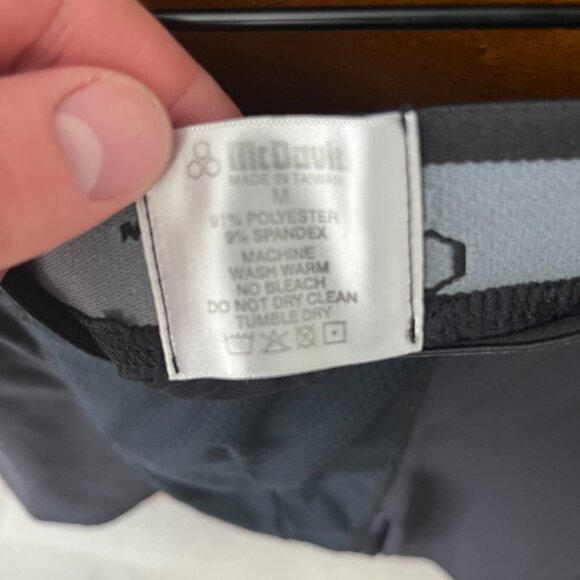 McDavid
MADE IN TAIWAN
M
91% POLYESTER
9% SPANDEX
MACHINE
WASH WARM
NO BLEACH
DO NOT DRY CLEAN
TUMBLE DRY